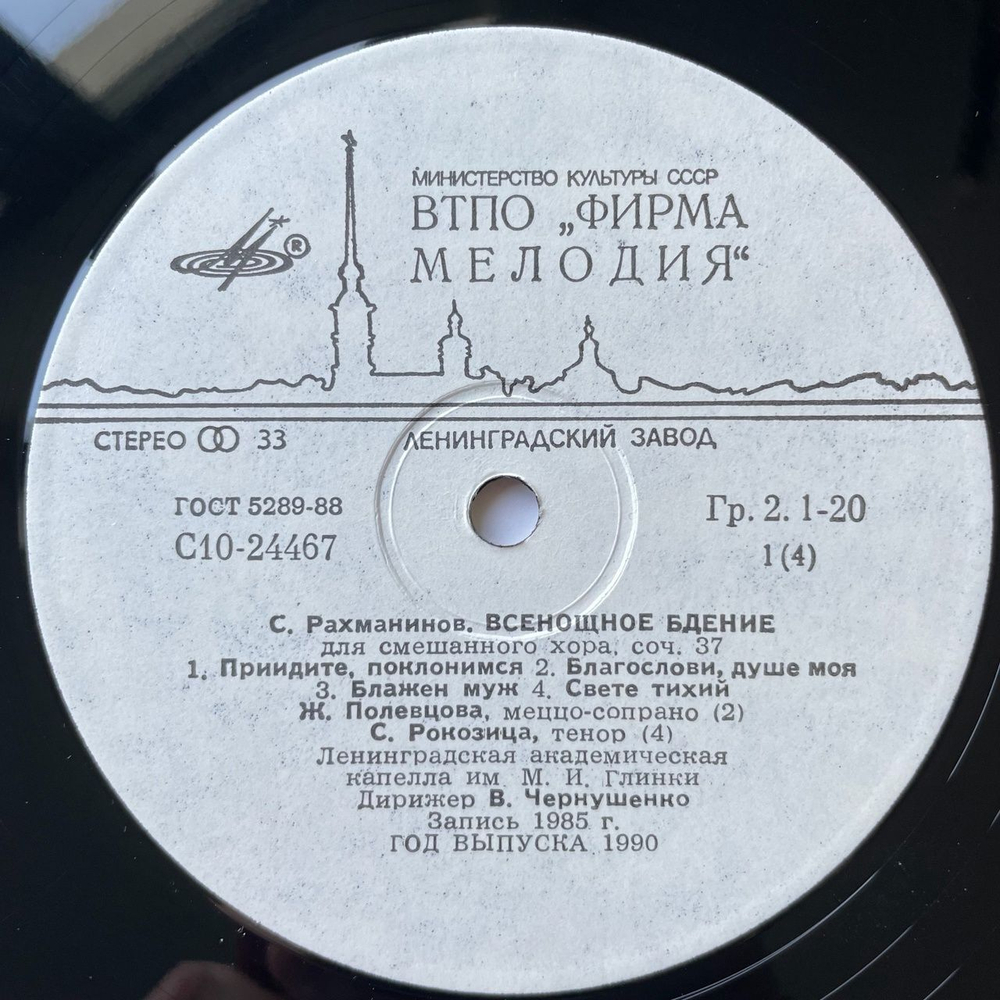 МИНИСТЕРСТВО КУЛЬТУРЫ СССР
ВТПО „ФИРМА
МЕЛОДИЯ“
®
СТЕРЕО 33
ЛЕНИНГРАДСКИЙ ЗАВОД
ГОСТ 5289-88
Гр. 2. 1-20
С10-24467
1 (4)
С. Рахманинов. ВСЕНОЩНОЕ БДЕНИЕ
для смешанного хора, соч. 37
1. Приидите, поклонимся 2. Благослови, душе моя
3. Блажен муж 4. Свете тихий
Ж. Полевцова, меццо-сопрано (2)
С. Рокозица, тенор (4)
Ленинградская академическая
капелла им. М. И. Глинки
Дирижер В. Чернушенко
Запись 1985 г.
ГОД ВЫПУСКА 1990